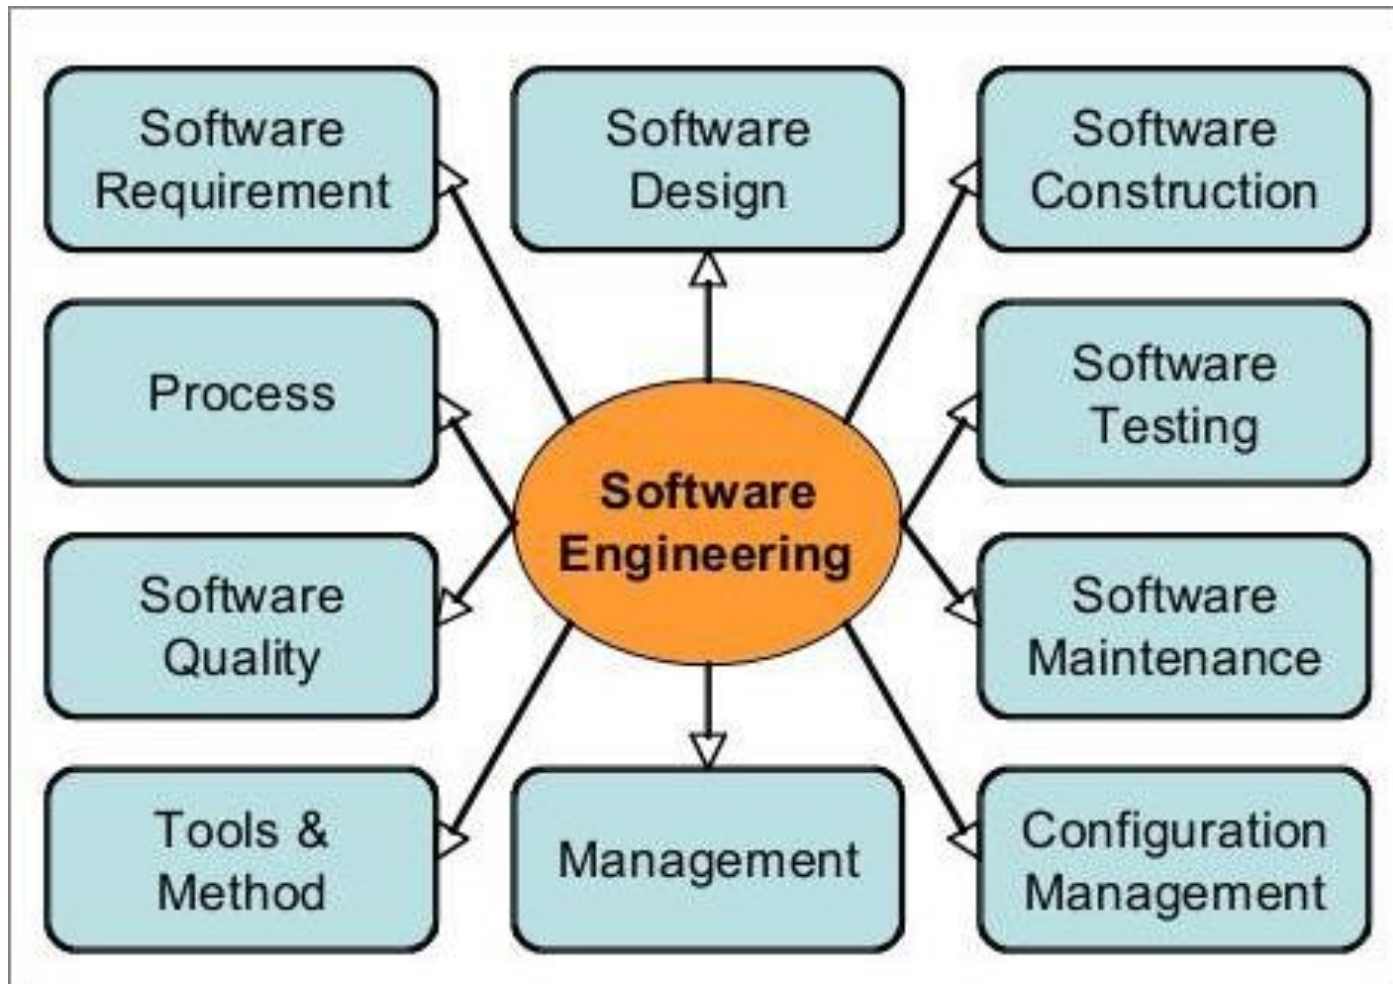 Software
Requirement
Software
Design
Software
Construction
Process
Software
Testing
Software
Engineering
Software
Quality
Software
Maintenance
Tools &
Method
Management
Configuration
Management